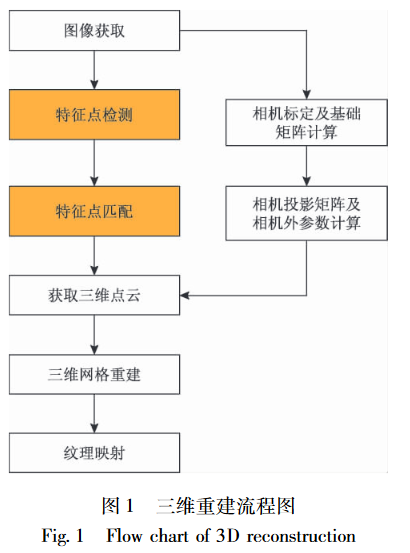 图像获取
特征点检测
相机标定及基础
矩阵计算
特征点匹配
相机投影矩阵及
相机外参数计算
获取三维点云
三维网格重建
纹理映射
图1 三维重建流程图
Fig. 1 Flow chart of 3D reconstruction